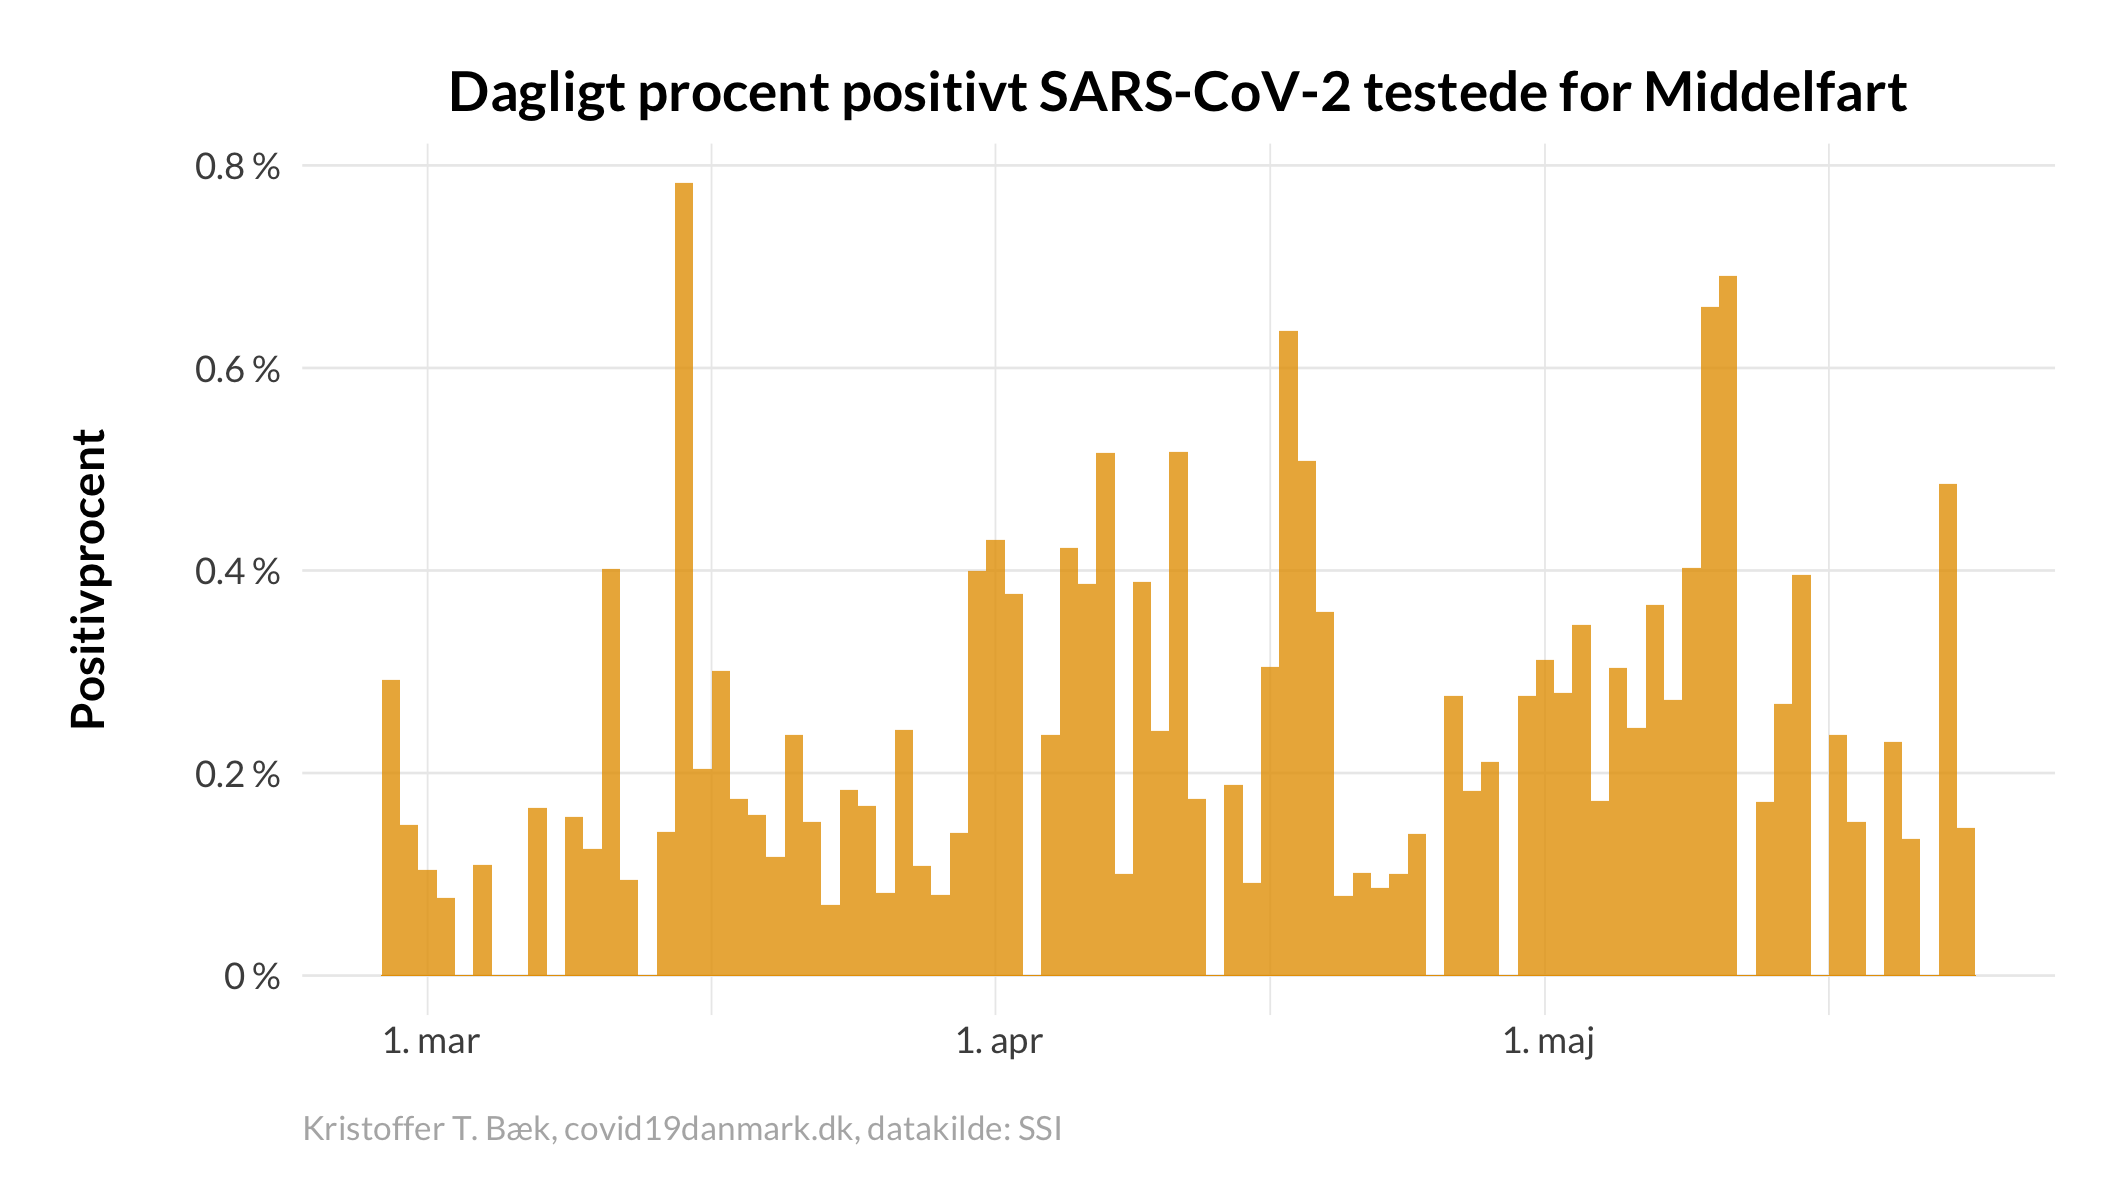 Dagligt procent positivt SARS-CoV-2 testede for Middelfart
Positivprocent
0.8 %
0.6 %
0.4 %
0.2 %
0 %
1. mar
1. apr
1. maj
Kristoffer T. Bæk, covid19danmark.dk, datakilde: SSI